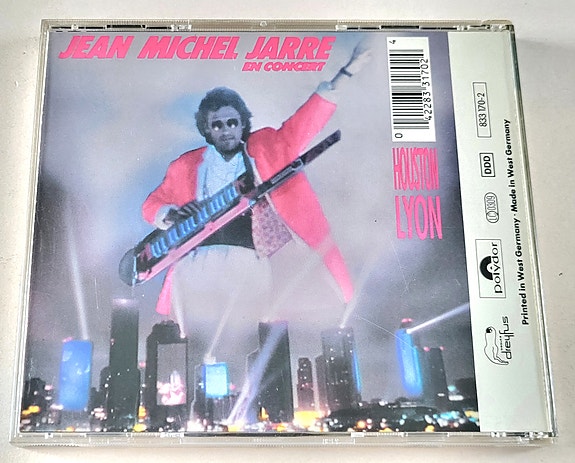 JEAN MICHEL JARRE
EN CONCERT
HOUSTON
LYON
0 42283 31702 4
833 170-2
DDD
polydor
dreyfus
Printed in West Germany · Made in West Germany